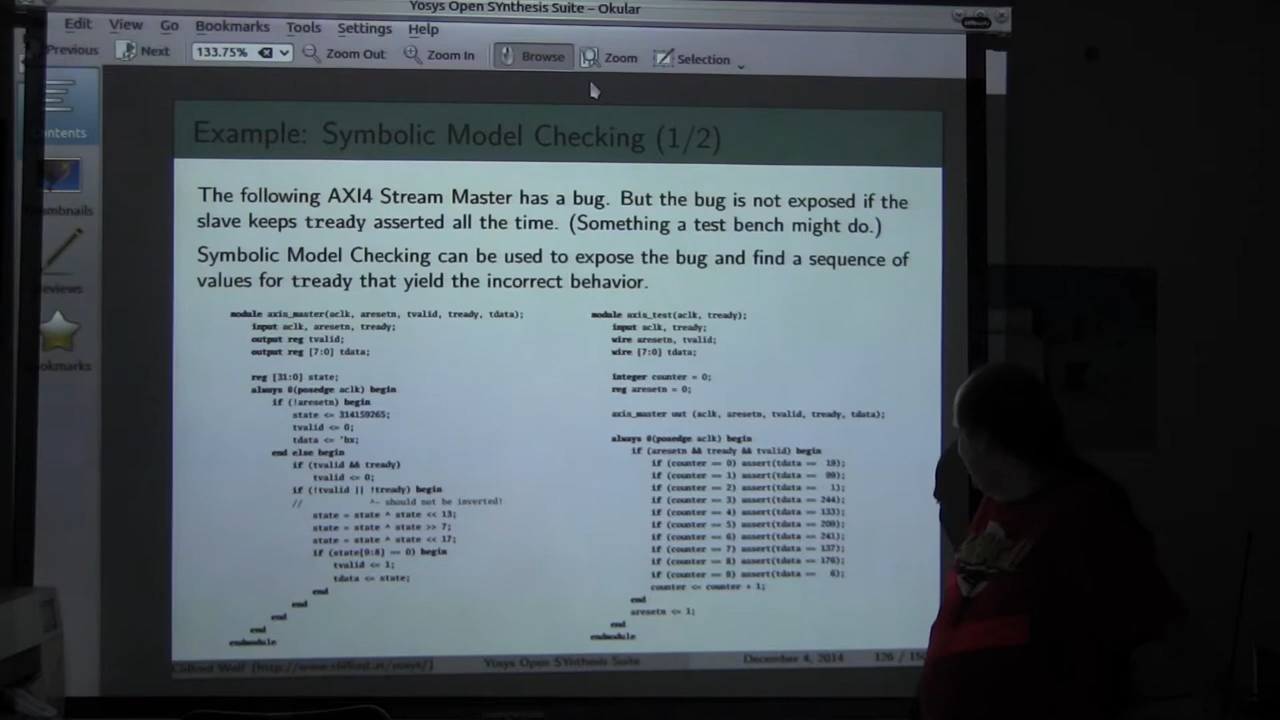 Yosys Open SYnthesis Suite – Okular
Edit View Go Bookmarks Tools Settings Help
Previous Next 133.75% Zoom Out Zoom In Browse Zoom Selection
Example: Symbolic Model Checking (1/2)
The following AXI4 Stream Master has a bug. But the bug is not exposed if the
slave keeps tready asserted all the time. (Something a test bench might do.)
Symbolic Model Checking can be used to expose the bug and find a sequence of
values for tready that yield the incorrect behavior.
module axis_master(aclk, aresetn, tvalid, tready, tdata);
input aclk, aresetn, tready;
output reg tvalid;
output reg [7:0] tdata;
reg [31:0] state;
always @(posedge aclk) begin
if (!aresetn) begin
state <= 314159265;
tvalid <= 0;
tdata <= 'bx;
end else begin
if (tvalid && tready)
tvalid <= 0;
if (!tvalid || !tready) begin
// ^- should not be inverted!
state = state ^ state << 13;
state = state ^ state >> 7;
state = state ^ state << 17;
if (state[9:8] == 0) begin
tvalid <= 1;
tdata <= state;
end
end
end
end
endmodule
module axis_test(aclk, tready);
input aclk, tready;
wire aresetn, tvalid;
wire [7:0] tdata;
integer counter = 0;
reg aresetn = 0;
axis_master uut (aclk, aresetn, tvalid, tready, tdata);
always @(posedge aclk) begin
if (aresetn && tready && tvalid) begin
if (counter == 0) assert(tdata == 19);
if (counter == 1) assert(tdata == 99);
if (counter == 2) assert(tdata == 1);
if (counter == 3) assert(tdata == 244);
if (counter == 4) assert(tdata == 133);
if (counter == 5) assert(tdata == 209);
if (counter == 6) assert(tdata == 241);
if (counter == 7) assert(tdata == 137);
if (counter == 8) assert(tdata == 176);
if (counter == 9) assert(tdata == 6);
counter <= counter + 1;
end
aresetn <= 1;
end
endmodule
Clifford Wolf (http://www.clifford.at/yosys/) Yosys Open SYnthesis Suite December 4, 2014 126 /